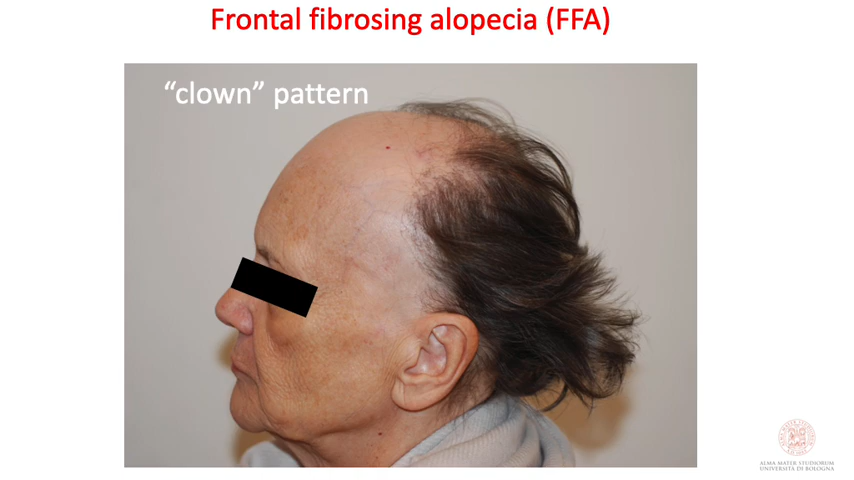 Frontal fibrosing alopecia (FFA)
“clown” pattern
ALMA MATER STUDIORUM
UNIVERSITÀ DI BOLOGNA